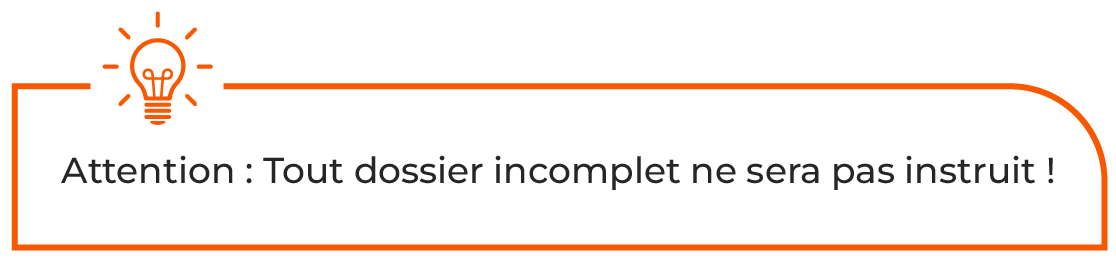 Attention : Tout dossier incomplet ne sera pas instruit !